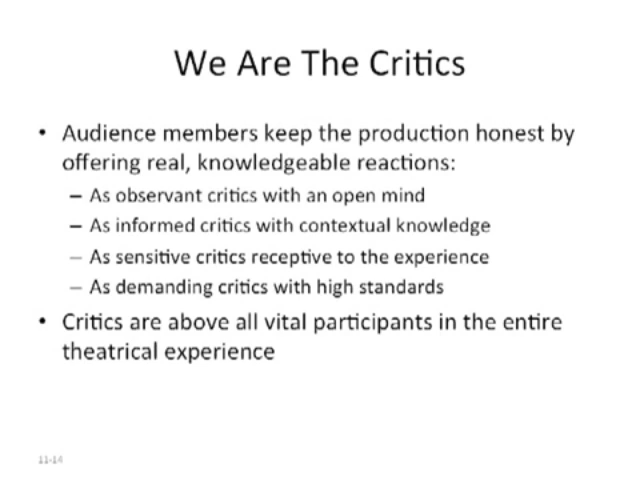 We Are The Critics
• Audience members keep the production honest by
offering real, knowledgeable reactions:
– As observant critics with an open mind
– As informed critics with contextual knowledge
– As sensitive critics receptive to the experience
– As demanding critics with high standards
• Critics are above all vital participants in the entire
theatrical experience
11-14